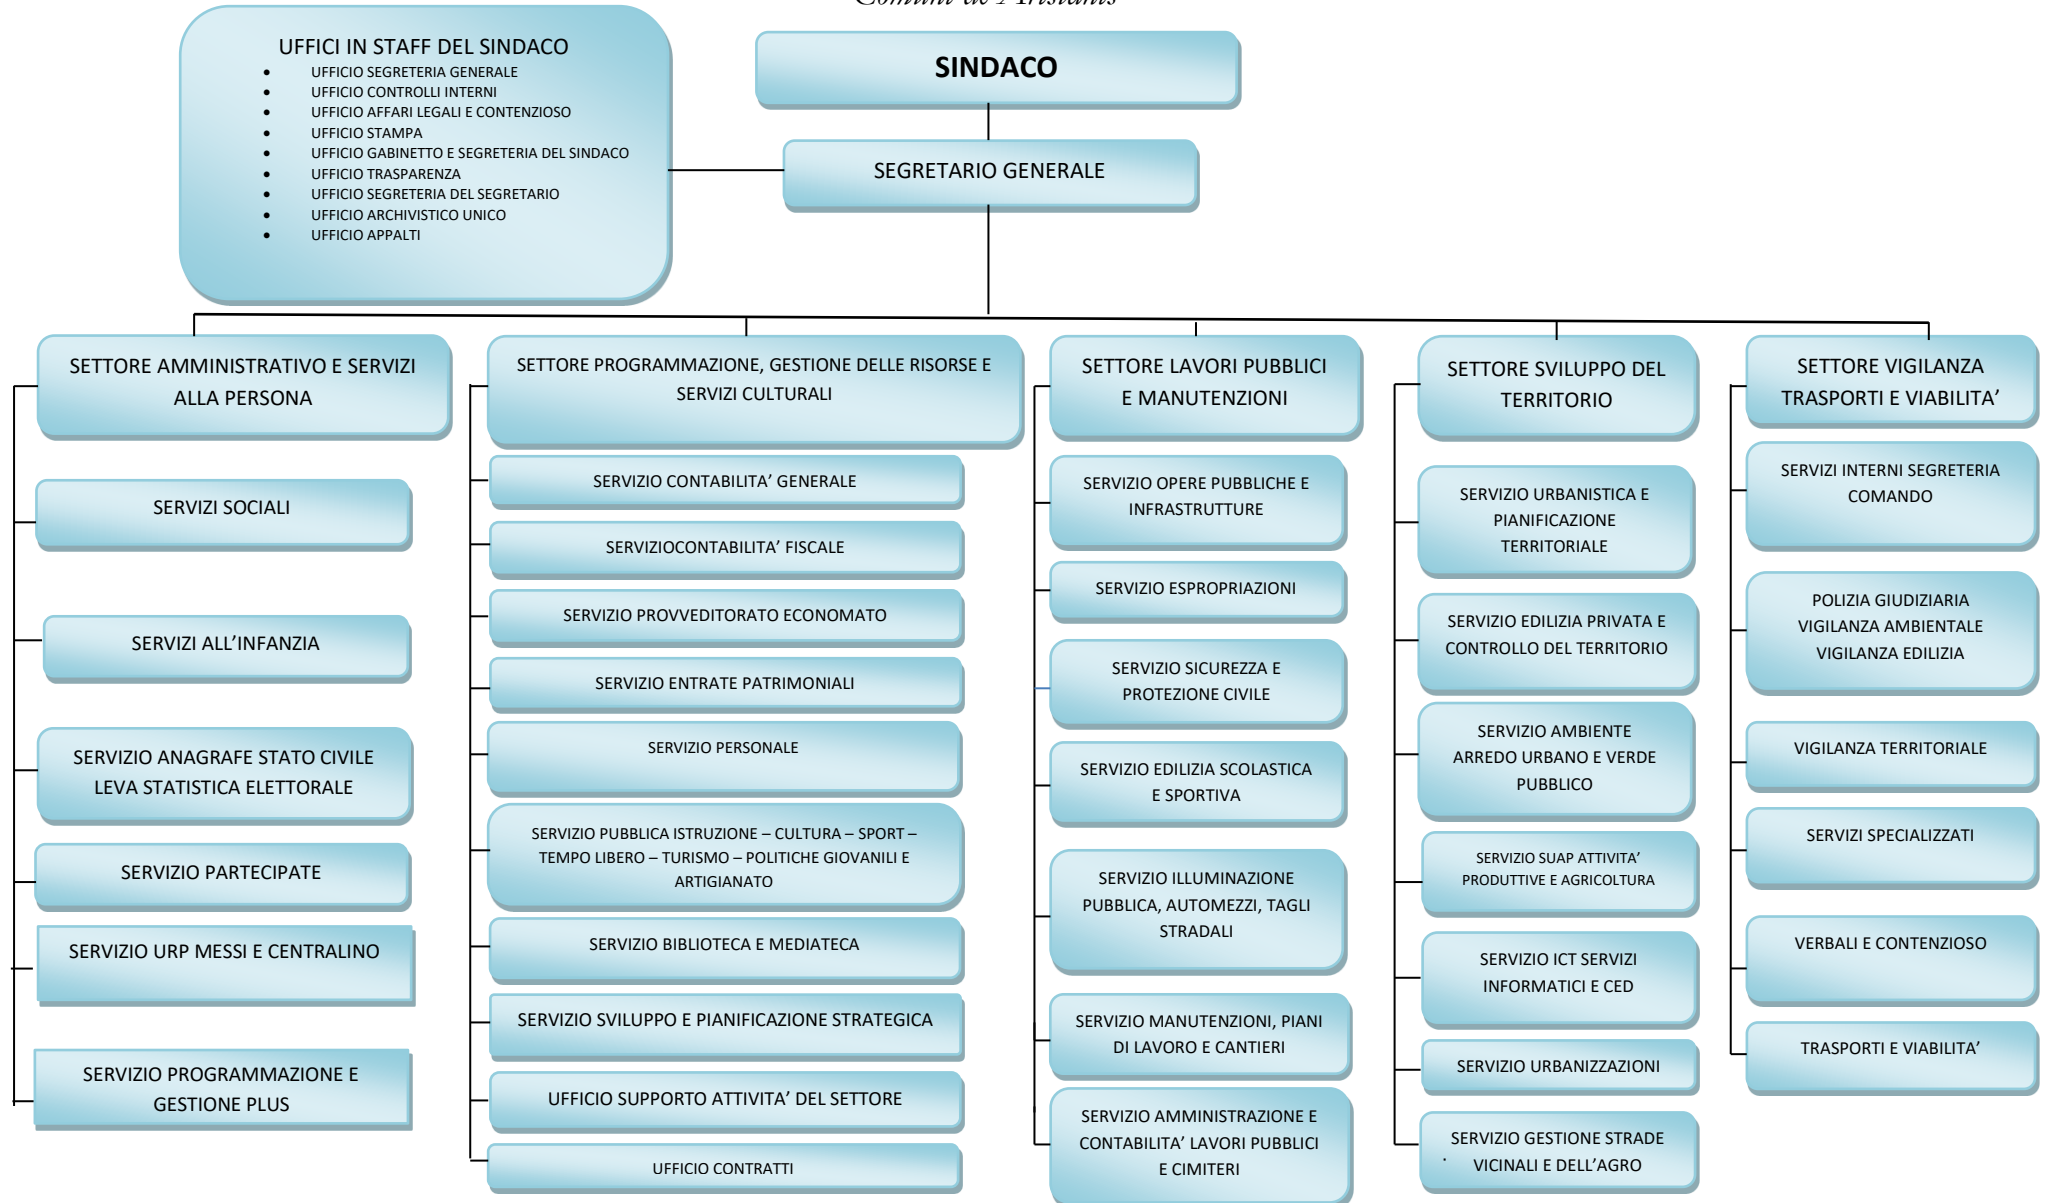 Comuni de Aristanis
UFFICI IN STAFF DEL SINDACO
• UFFICIO SEGRETERIA GENERALE
• UFFICIO CONTROLLI INTERNI
• UFFICIO AFFARI LEGALI E CONTENZIOSO
• UFFICIO STAMPA
• UFFICIO GABINETTO E SEGRETERIA DEL SINDACO
• UFFICIO TRASPARENZA
• UFFICIO SEGRETERIA DEL SEGRETARIO
• UFFICIO ARCHIVISTICO UNICO
• UFFICIO APPALTI
SINDACO
SEGRETARIO GENERALE
SETTORE AMMINISTRATIVO E SERVIZI
ALLA PERSONA
SERVIZI SOCIALI
SERVIZI ALL’INFANZIA
SERVIZIO ANAGRAFE STATO CIVILE
LEVA STATISTICA ELETTORALE
SERVIZIO PARTECIPATE
SERVIZIO URP MESSI E CENTRALINO
SERVIZIO PROGRAMMAZIONE E
GESTIONE PLUS
SETTORE PROGRAMMAZIONE, GESTIONE DELLE RISORSE E
SERVIZI CULTURALI
SERVIZIO CONTABILITA’ GENERALE
SERVIZIOCONTABILITA’ FISCALE
SERVIZIO PROVVEDITORATO ECONOMATO
SERVIZIO ENTRATE PATRIMONIALI
SERVIZIO PERSONALE
SERVIZIO PUBBLICA ISTRUZIONE – CULTURA – SPORT –
TEMPO LIBERO – TURISMO – POLITICHE GIOVANILI E
ARTIGIANATO
SERVIZIO BIBLIOTECA E MEDIATECA
SERVIZIO SVILUPPO E PIANIFICAZIONE STRATEGICA
UFFICIO SUPPORTO ATTIVITA’ DEL SETTORE
UFFICIO CONTRATTI
SETTORE LAVORI PUBBLICI
E MANUTENZIONI
SERVIZIO OPERE PUBBLICHE E
INFRASTRUTTURE
SERVIZIO ESPROPRIAZIONI
SERVIZIO SICUREZZA E
PROTEZIONE CIVILE
SERVIZIO EDILIZIA SCOLASTICA
E SPORTIVA
SERVIZIO ILLUMINAZIONE
PUBBLICA, AUTOMEZZI, TAGLI
STRADALI
SERVIZIO MANUTENZIONI, PIANI
DI LAVORO E CANTIERI
SERVIZIO AMMINISTRAZIONE E
CONTABILITA’ LAVORI PUBBLICI
E CIMITERI
SETTORE SVILUPPO DEL
TERRITORIO
SERVIZIO URBANISTICA E
PIANIFICAZIONE
TERRITORIALE
SERVIZIO EDILIZIA PRIVATA E
CONTROLLO DEL TERRITORIO
SERVIZIO AMBIENTE
ARREDO URBANO E VERDE
PUBBLICO
SERVIZIO SUAP ATTIVITA’
PRODUTTIVE E AGRICOLTURA
SERVIZIO ICT SERVIZI
INFORMATICI E CED
SERVIZIO URBANIZZAZIONI
SERVIZIO GESTIONE STRADE
. VICINALI E DELL’AGRO
SETTORE VIGILANZA
TRASPORTI E VIABILITA’
SERVIZI INTERNI SEGRETERIA
COMANDO
POLIZIA GIUDIZIARIA
VIGILANZA AMBIENTALE
VIGILANZA EDILIZIA
VIGILANZA TERRITORIALE
SERVIZI SPECIALIZZATI
VERBALI E CONTENZIOSO
TRASPORTI E VIABILITA’